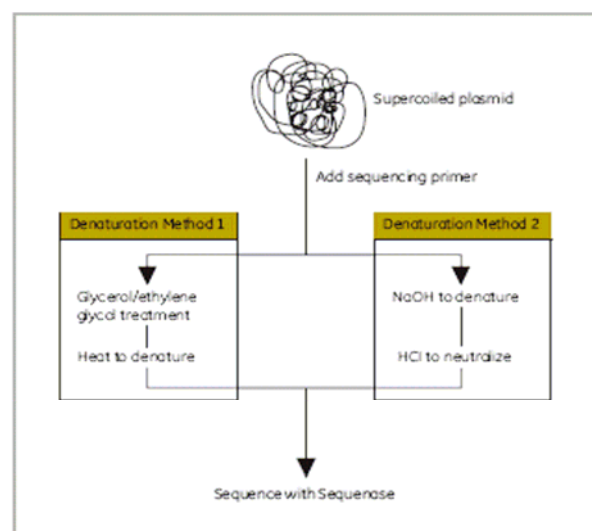 Supercoiled plasmid
Add sequencing primer
Denaturation Method 1
Denaturation Method 2
Glycerol/ethylene
glycol treatment
NaOH to denature
Heat to denature
HCl to neutralize
Sequence with Sequenase